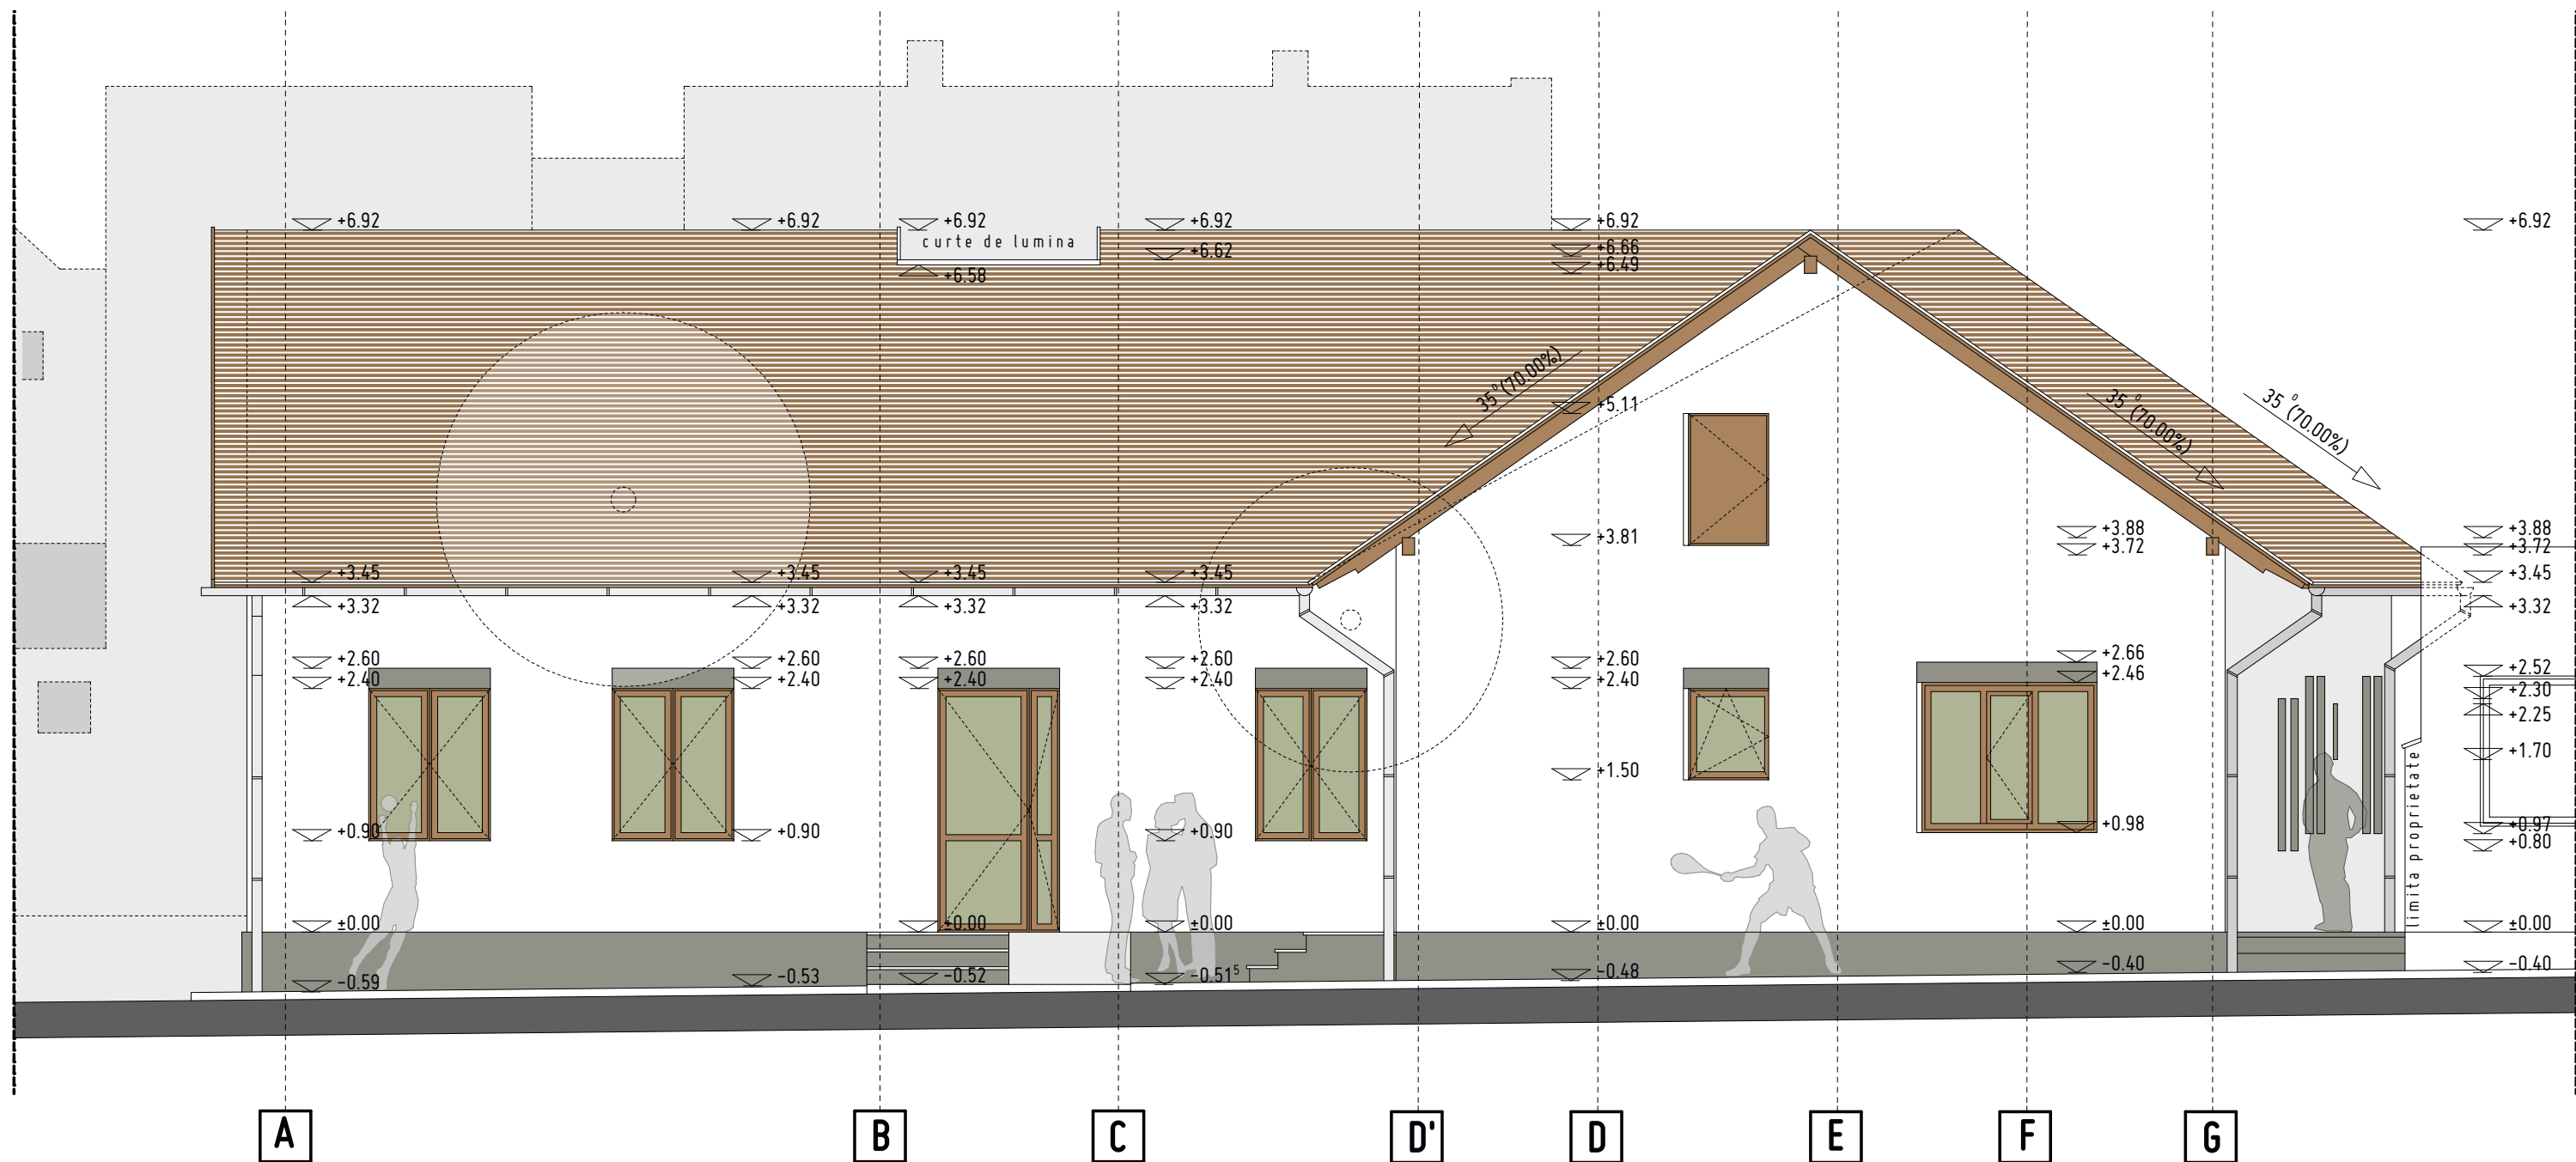 +6.92 +6.92 +6.92 +6.92 +6.92 +6.92
curte de lumina
+6.62
+6.66
+6.49
+6.58
35°(70.00%)
35°(70.00%)
35°(70.00%)
+5.11
+3.81
+3.88 +3.88
+3.72 +3.72
+3.45 +3.45 +3.45 +3.45 +3.45
+3.32 +3.32 +3.32 +3.32 +3.32
+2.60 +2.60 +2.60 +2.60 +2.60 +2.66 +2.52
+2.40 +2.40 +2.40 +2.40 +2.40 +2.46 +2.30
+2.25
+1.50 +1.70
limita proprietate
+0.90 +0.90 +0.90 +0.98 +0.97
+0.80
±0.00 ±0.00 ±0.00 ±0.00 ±0.00 ±0.00
-0.59 -0.53 -0.52 -0.51⁵ -0.48 -0.40 -0.40
A B C D' D E F G